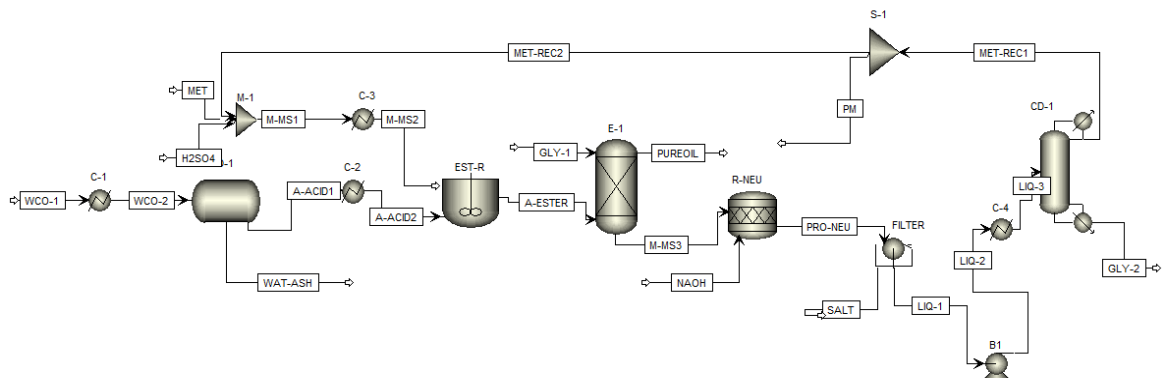 S-1
MET-REC2
MET-REC1
MET
M-1
C-3
CD-1
M-MS1
M-MS2
PM
E-1
H2SO4
GLY-1
PUREOIL
C-2
EST-R
R-NEU
LIQ-3
C-1
A-ACID1
WCO-1
WCO-2
A-ESTER
C-4
A-ACID2
PRO-NEU
FILTER
M-MS3
LIQ-2
GLY-2
WAT-ASH
NAOH
SALT
LIQ-1
B1